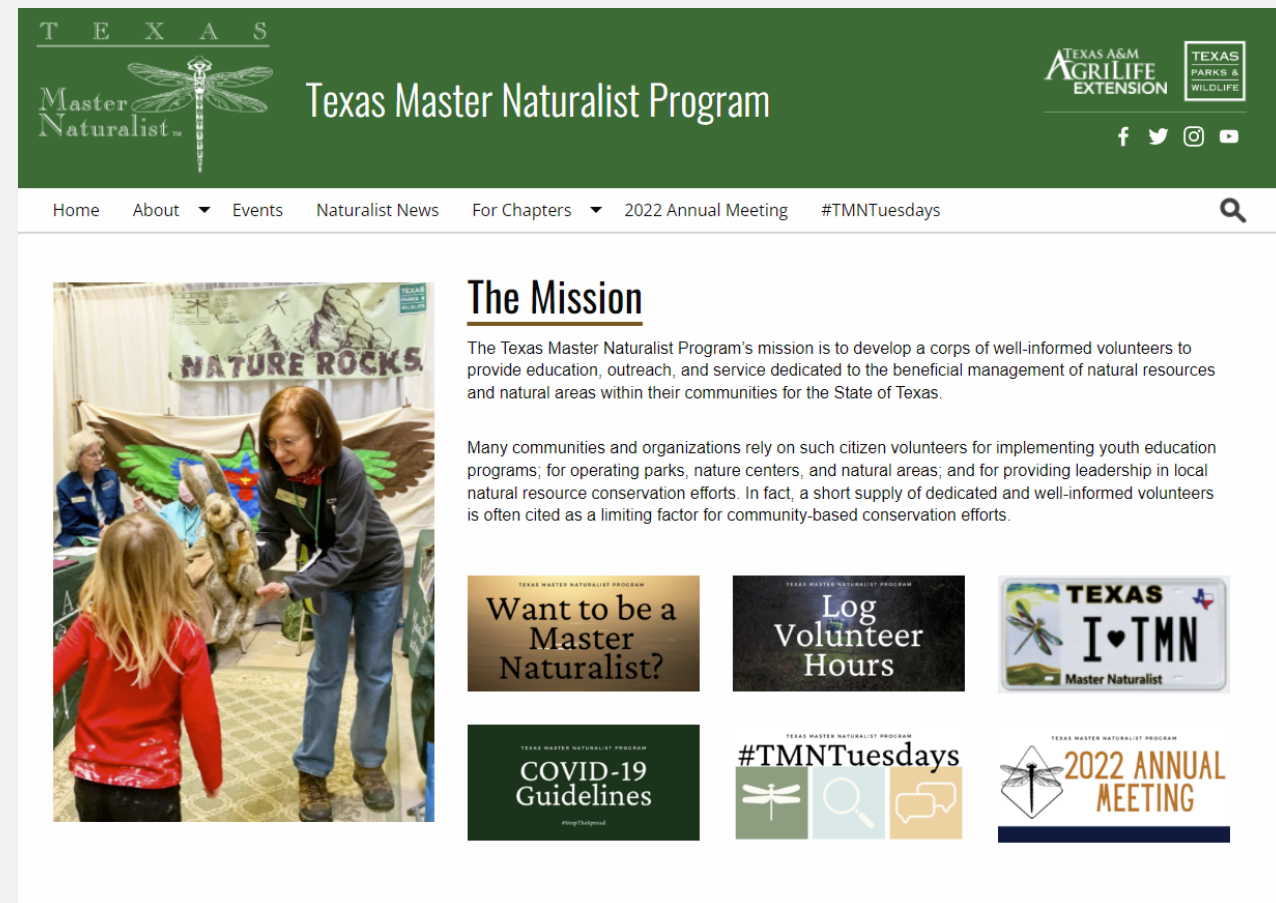 T E X A S
Master
Naturalist™
Texas Master Naturalist Program
TEXAS A&M
AGRILIFE
EXTENSION
TEXAS
PARKS &
WILDLIFE
Home About Events Naturalist News For Chapters 2022 Annual Meeting #TMNTuesdays
TEXAS
PARKS &
WILDLIFE
NATURE ROCKS
The Mission
The Texas Master Naturalist Program’s mission is to develop a corps of well-informed volunteers to
provide education, outreach, and service dedicated to the beneficial management of natural resources
and natural areas within their communities for the State of Texas.
Many communities and organizations rely on such citizen volunteers for implementing youth education
programs; for operating parks, nature centers, and natural areas; and for providing leadership in local
natural resource conservation efforts. In fact, a short supply of dedicated and well-informed volunteers
is often cited as a limiting factor for community-based conservation efforts.
TEXAS MASTER NATURALIST PROGRAM
Want to be a
Master
Naturalist?
TEXAS MASTER NATURALIST PROGRAM
Log
Volunteer
Hours
TEXAS
I♥TMN
Master Naturalist
TEXAS MASTER NATURALIST PROGRAM
COVID-19
Guidelines
#StopTheSpread
TEXAS MASTER NATURALIST PROGRAM
#TMNTuesdays
TEXAS MASTER NATURALIST PROGRAM
2022 ANNUAL
MEETING